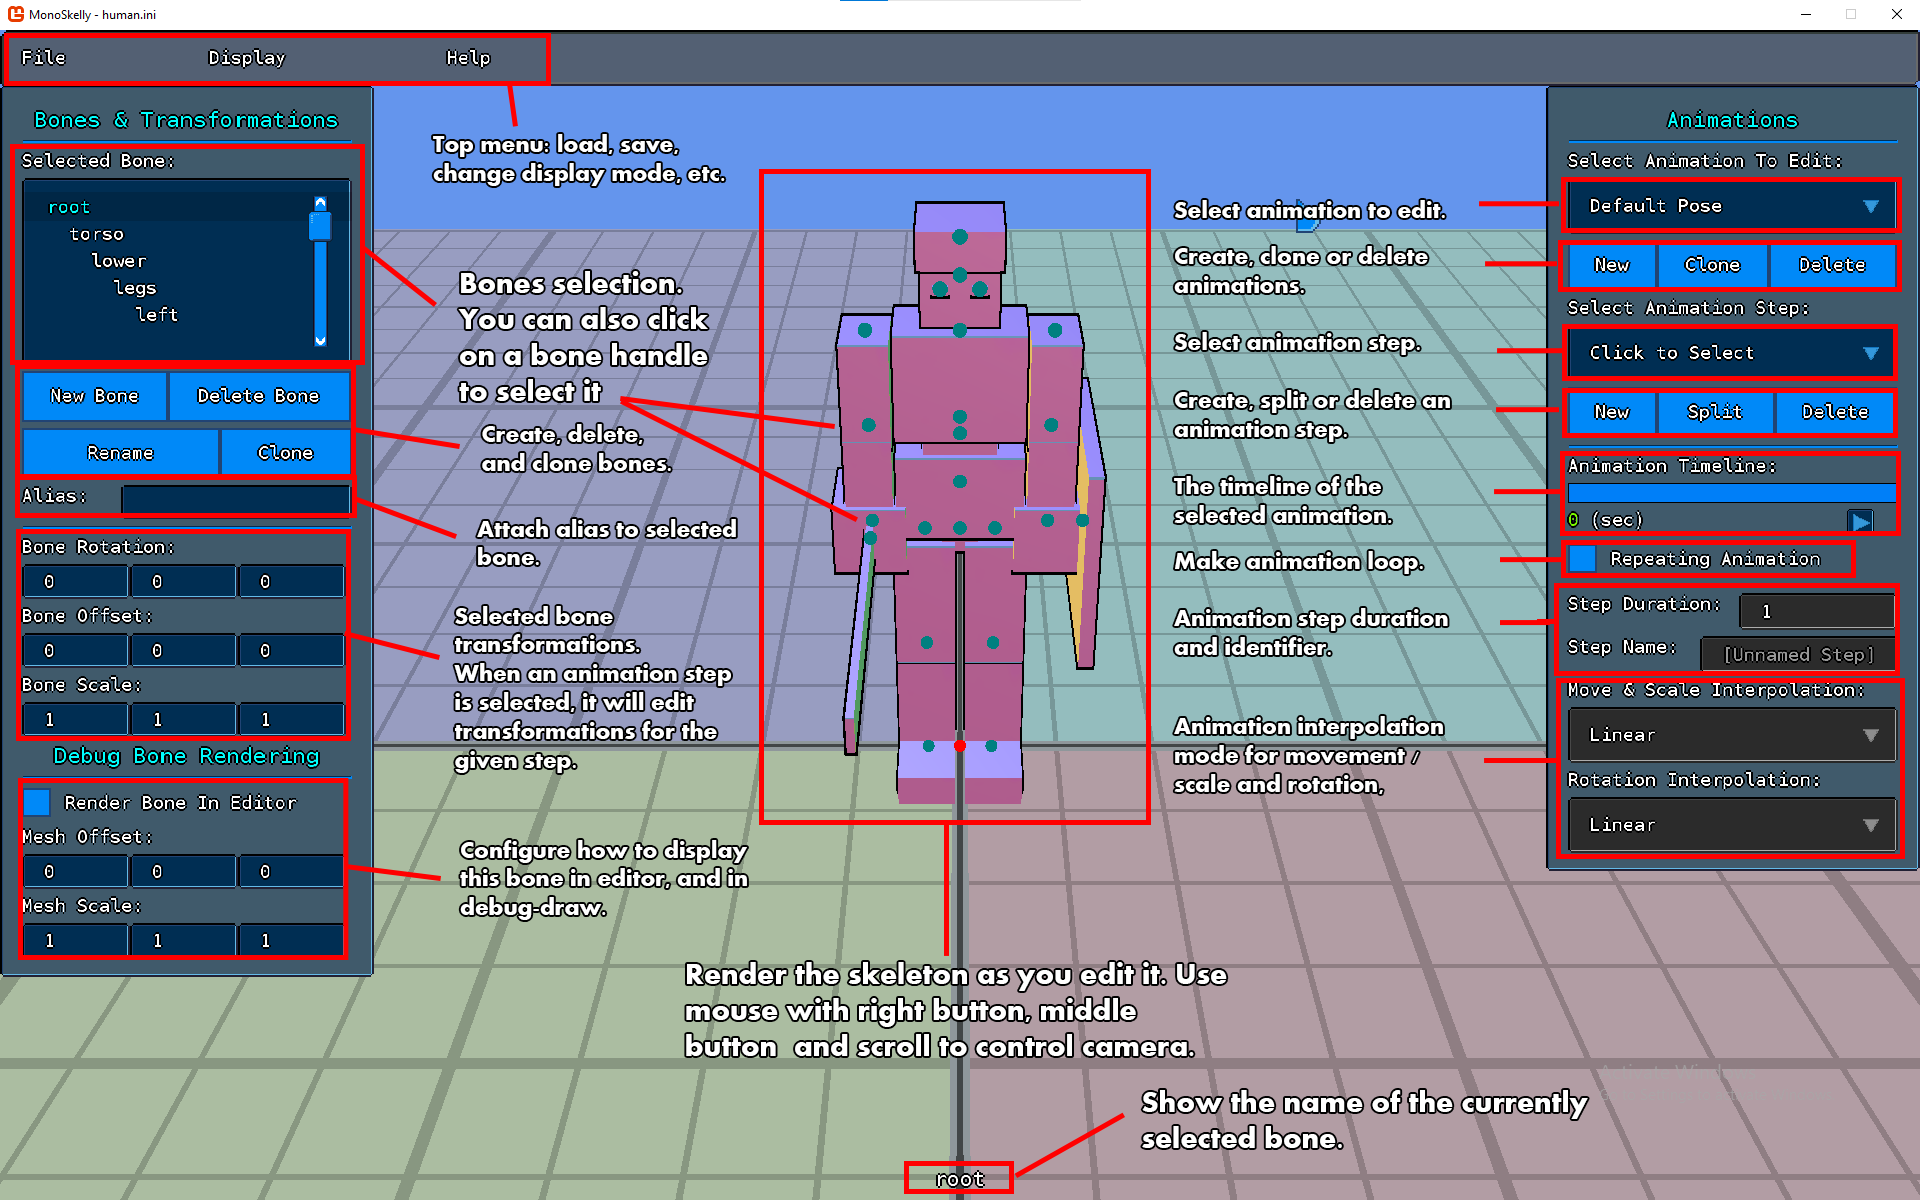 MonoSkelly - human.ini
File Display Help
Bones & Transformations
Selected Bone:
root
torso
lower
legs
left
New Bone Delete Bone
Rename Clone
Alias:
Bone Rotation:
0 0 0
Bone Offset:
0 0 0
Bone Scale:
1 1 1
Debug Bone Rendering
Render Bone In Editor
Mesh Offset:
0 0 0
Mesh Scale:
1 1 1
Top menu: load, save,
change display mode, etc.
Bones selection.
You can also click
on a bone handle
to select it
Create, delete,
and clone bones.
Attach alias to selected
bone.
Selected bone
transformations.
When an animation step
is selected, it will edit
transformations for the
given step.
Configure how to display
this bone in editor, and in
debug-draw.
Render the skeleton as you edit it. Use
mouse with right button, middle
button  and scroll to control camera.
Show the name of the currently
selected bone.
root
Select animation to edit.
Create, clone or delete
animations.
Select animation step.
Create, split or delete an
animation step.
The timeline of the
selected animation.
Make animation loop.
Animation step duration
and identifier.
Animation interpolation
mode for movement /
scale and rotation,
Animations
Select Animation To Edit:
Default Pose
New Clone Delete
Select Animation Step:
Click to Select
New Split Delete
Animation Timeline:
0 (sec)
Repeating Animation
Step Duration: 1
Step Name: [Unnamed Step]
Move & Scale Interpolation:
Linear
Rotation Interpolation:
Linear